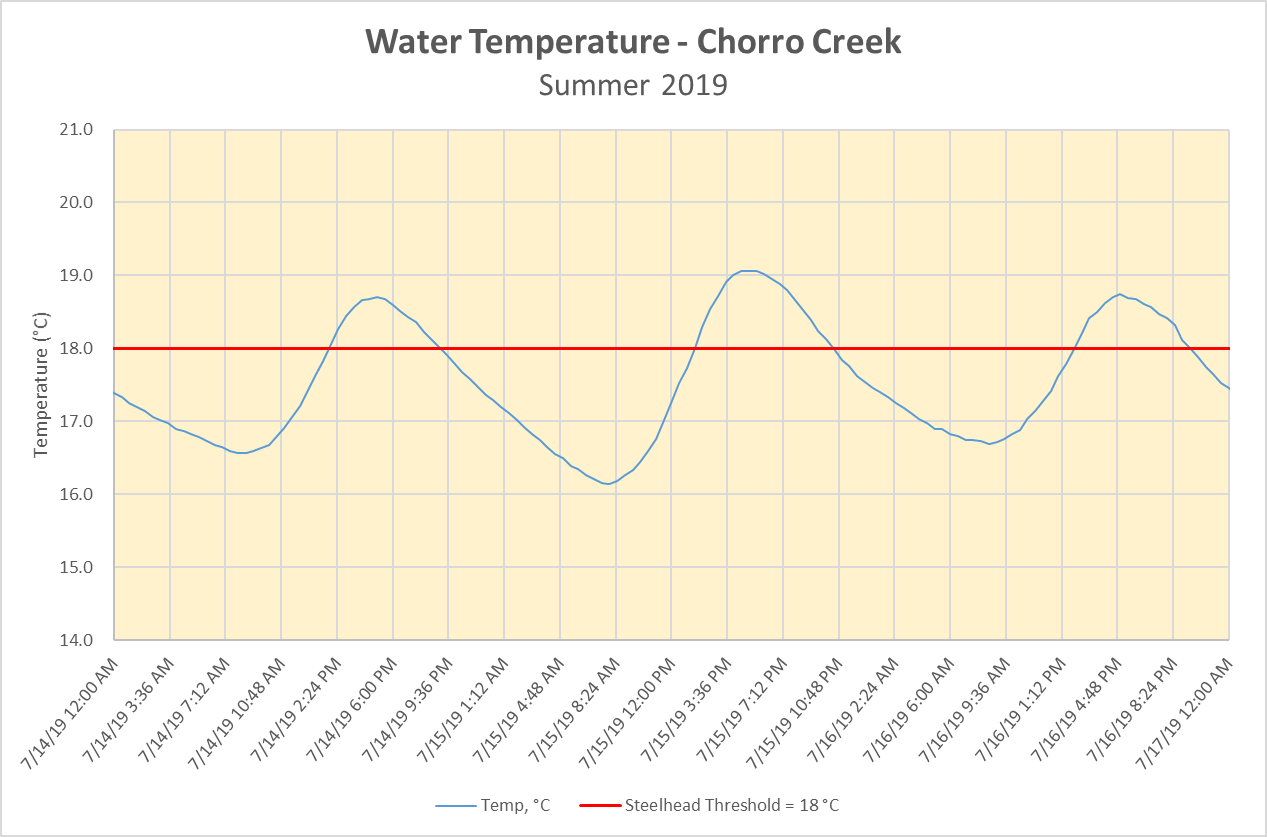 Water Temperature - Chorro Creek
Summer 2019
21.0
20.0
19.0
18.0
17.0
16.0
15.0
14.0
Temperature (°C)
7/14/19 12:00 AM
7/14/19 3:36 AM
7/14/19 7:12 AM
7/14/19 10:48 AM
7/14/19 2:24 PM
7/14/19 6:00 PM
7/14/19 9:36 PM
7/15/19 1:12 AM
7/15/19 4:48 AM
7/15/19 8:24 AM
7/15/19 12:00 PM
7/15/19 3:36 PM
7/15/19 7:12 PM
7/15/19 10:48 PM
7/16/19 2:24 AM
7/16/19 6:00 AM
7/16/19 9:36 AM
7/16/19 1:12 PM
7/16/19 4:48 PM
7/16/19 8:24 PM
7/17/19 12:00 AM
Temp, °C
Steelhead Threshold = 18 °C